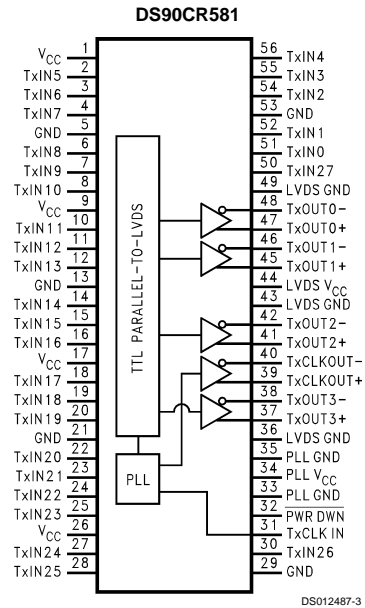 DS90CR581
VCC 1
TxIN5 2
TxIN6 3
TxIN7 4
GND 5
TxIN8 6
TxIN9 7
TxIN10 8
VCC 9
TxIN11 10
TxIN12 11
TxIN13 12
GND 13
TxIN14 14
TxIN15 15
TxIN16 16
VCC 17
TxIN17 18
TxIN18 19
TxIN19 20
GND 21
TxIN20 22
TxIN21 23
TxIN22 24
TxIN23 25
VCC 26
TxIN24 27
TxIN25 28
TTL PARALLEL-TO-LVDS
PLL
56 TxIN4
55 TxIN3
54 TxIN2
53 GND
52 TxIN1
51 TxIN0
50 TxIN27
49 LVDS GND
48 TxOUT0-
47 TxOUT0+
46 TxOUT1-
45 TxOUT1+
44 LVDS VCC
43 LVDS GND
42 TxOUT2-
41 TxOUT2+
40 TxCLKOUT-
39 TxCLKOUT+
38 TxOUT3-
37 TxOUT3+
36 LVDS GND
35 PLL GND
34 PLL VCC
33 PLL GND
32 PWR DWN
31 TxCLK IN
30 TxIN26
29 GND
DS012487-3